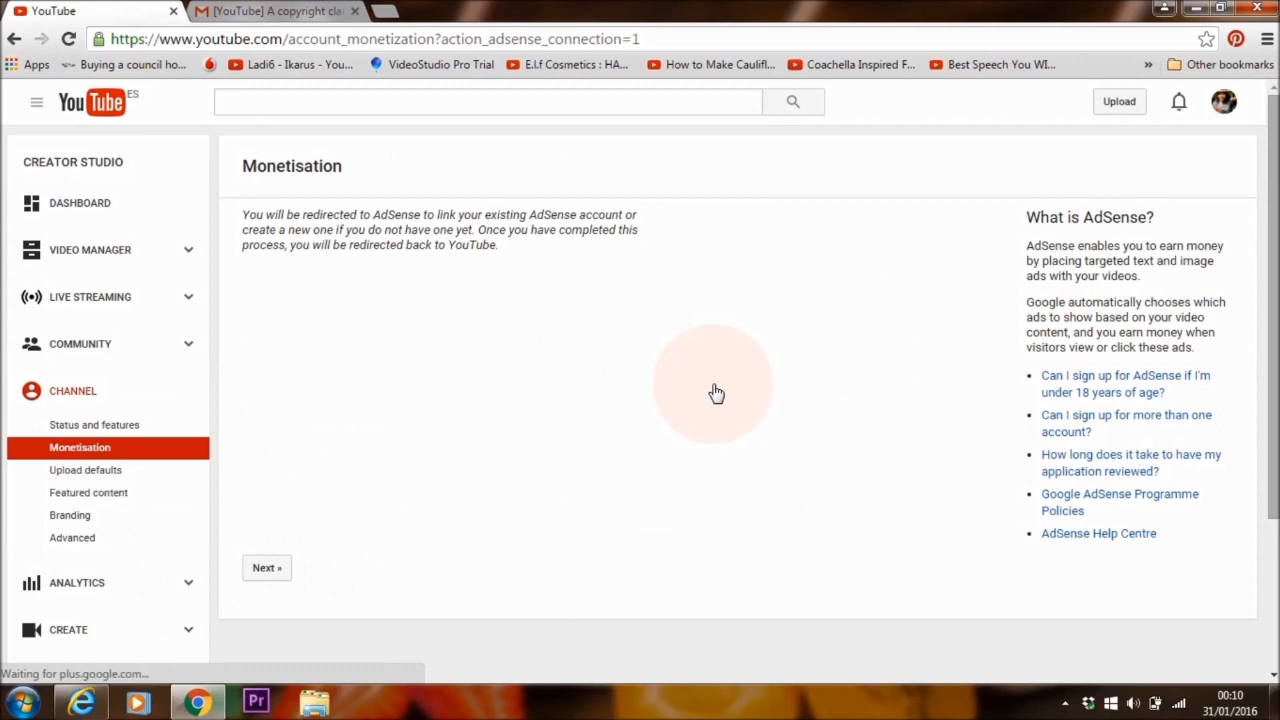 YouTube
[YouTube] A copyright cla
https://www.youtube.com/account_monetization?action_adsense_connection=1
Apps
Buying a council ho...
Ladi6 - Ikarus - You...
VideoStudio Pro Trial
E.l.f Cosmetics : HA...
How to Make Caulifl...
Coachella Inspired F...
Best Speech You WI...
»
Other bookmarks
YouTube ES
Upload
CREATOR STUDIO
DASHBOARD
VIDEO MANAGER
LIVE STREAMING
COMMUNITY
CHANNEL
Status and features
Monetisation
Upload defaults
Featured content
Branding
Advanced
ANALYTICS
CREATE
Monetisation
You will be redirected to AdSense to link your existing AdSense account or
create a new one if you do not have one yet. Once you have completed this
process, you will be redirected back to YouTube.
Next »
What is AdSense?
AdSense enables you to earn money
by placing targeted text and image
ads with your videos.
Google automatically chooses which
ads to show based on your video
content, and you earn money when
visitors view or click these ads.
Can I sign up for AdSense if I'm
under 18 years of age?
Can I sign up for more than one
account?
How long does it take to have my
application reviewed?
Google AdSense Programme
Policies
AdSense Help Centre
Waiting for plus.google.com...
Pr
00:10
31/01/2016